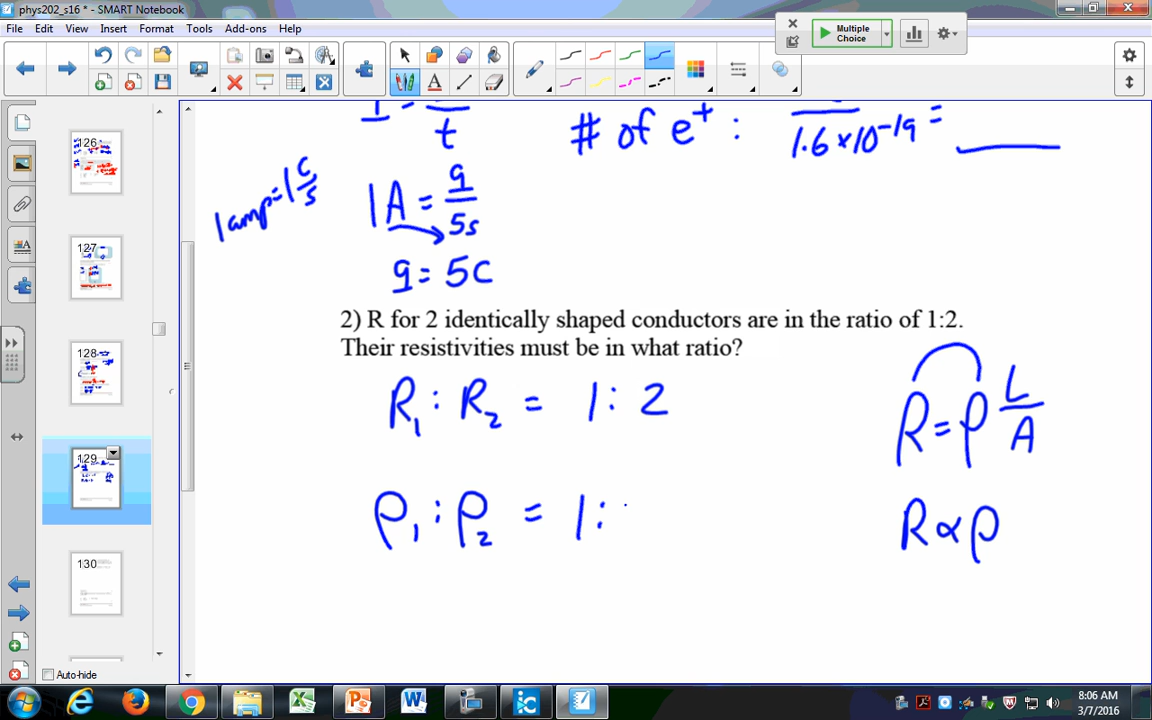 phys202_s16 * - SMART Notebook
File Edit View Insert Format Tools Add-ons Help
Multiple Choice
t
# of e⁺ :
1.6×10⁻¹⁹ =
1 amp = 1 C/s
1A = q/5s
q = 5C
2) R for 2 identically shaped conductors are in the ratio of 1:2.
Their resistivities must be in what ratio?
R₁ : R₂ = 1 : 2
R = ρ L/A
ρ₁ : ρ₂ = 1 :
R ∝ ρ
126
127
128
129
130
Auto-hide
8:06 AM
3/7/2016